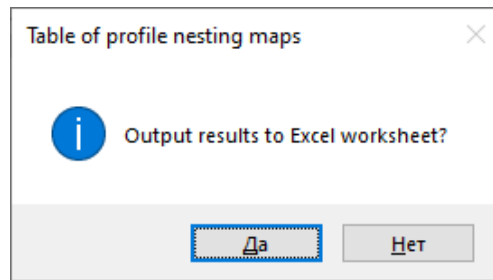 Table of profile nesting maps
Output results to Excel worksheet?
Да
Нет